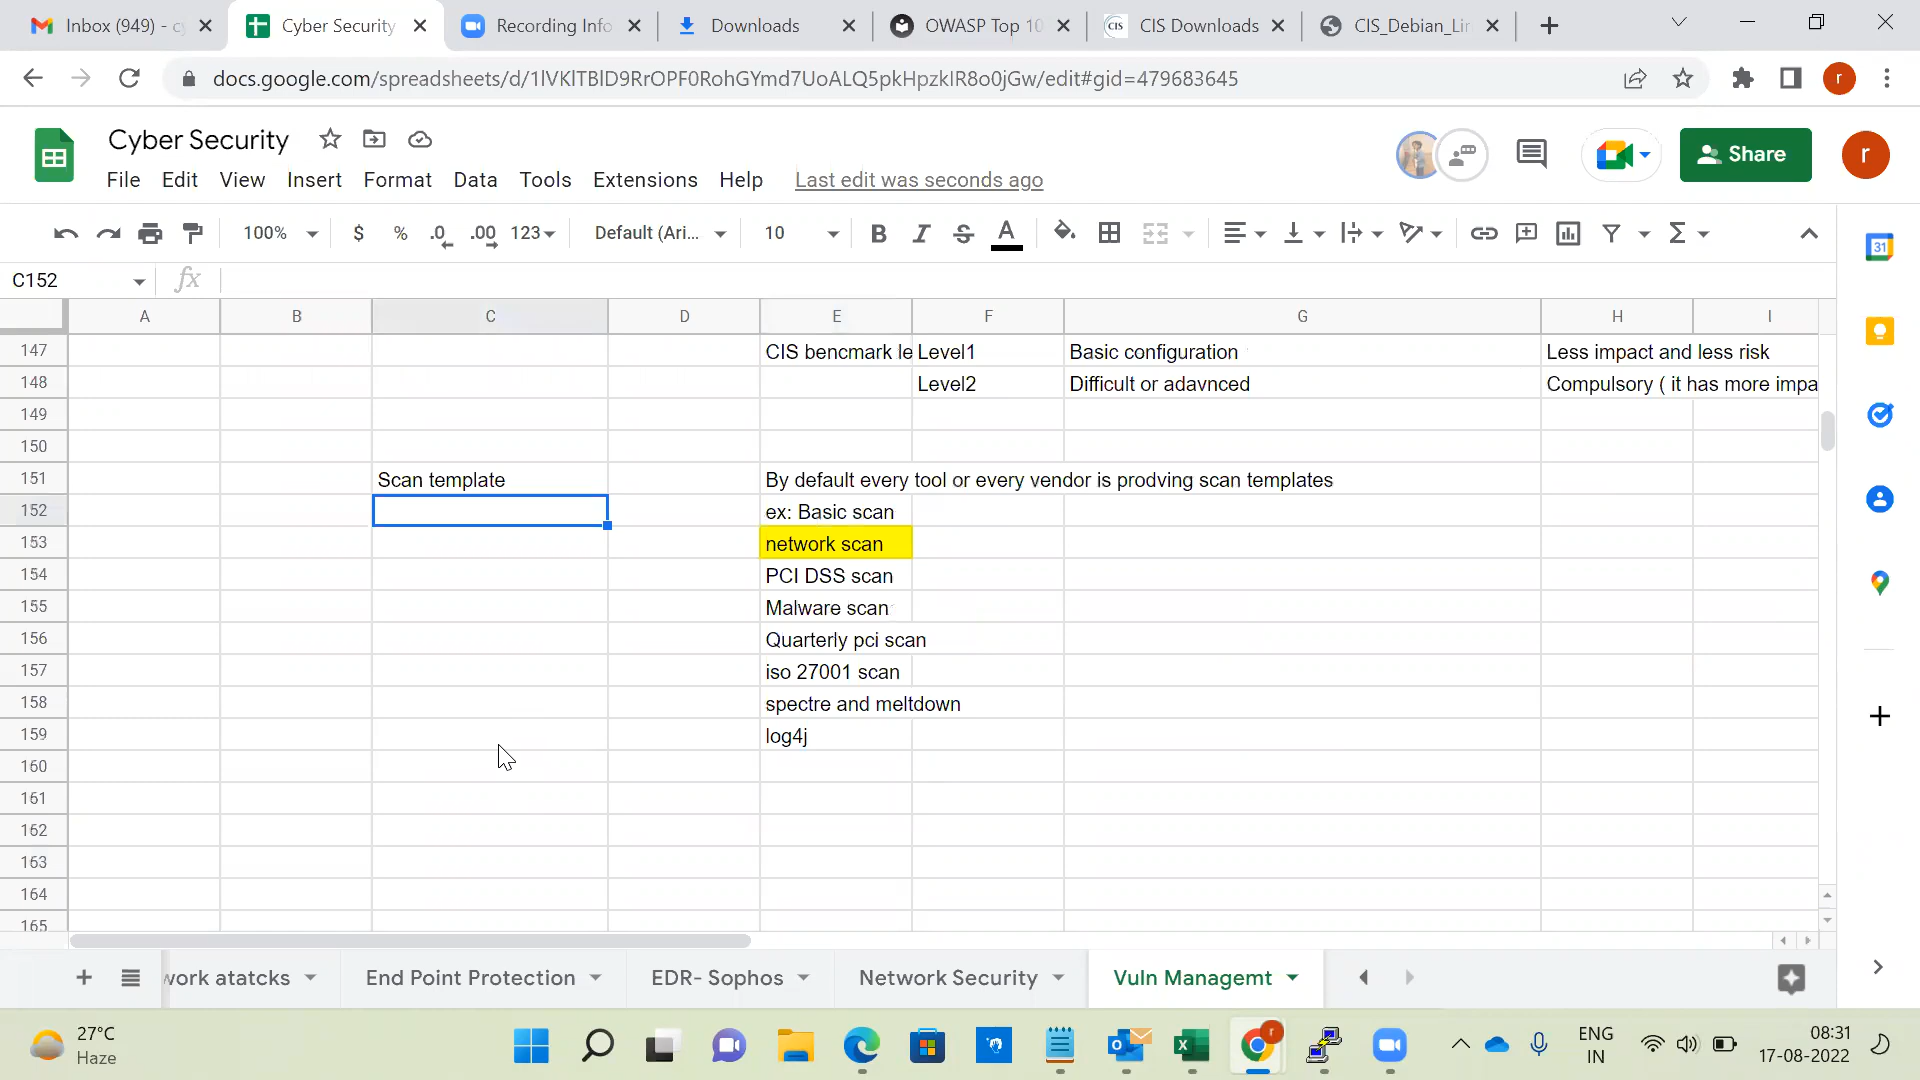 Inbox (949) - cy
Cyber Security
Recording Info
Downloads
OWASP Top 10
CIS Downloads
CIS_Debian_Lin
docs.google.com/spreadsheets/d/1lVKlTBlD9RrOPF0RohGYmd7UoALQ5pkHpzkIR8o0jGw/edit#gid=479683645
r
Cyber Security
Share
r
File Edit View Insert Format Data Tools Extensions Help Last edit was seconds ago
100% $ % .0 .00 123 Default (Ari... 10 B I S A
C152 fx
A B C D E F G H I
147 CIS bencmark le Level1 Basic configuration Less impact and less risk
148 Level2 Difficult or adavnced Compulsory ( it has more impa
149
150
151 Scan template By default every tool or every vendor is prodving scan templates
152 ex: Basic scan
153 network scan
154 PCI DSS scan
155 Malware scan
156 Quarterly pci scan
157 iso 27001 scan
158 spectre and meltdown
159 log4j
160
161
162
163
164
165
work atatcks End Point Protection EDR- Sophos Network Security Vuln Managemt
27°C
Haze
ENG
IN
08:31
17-08-2022